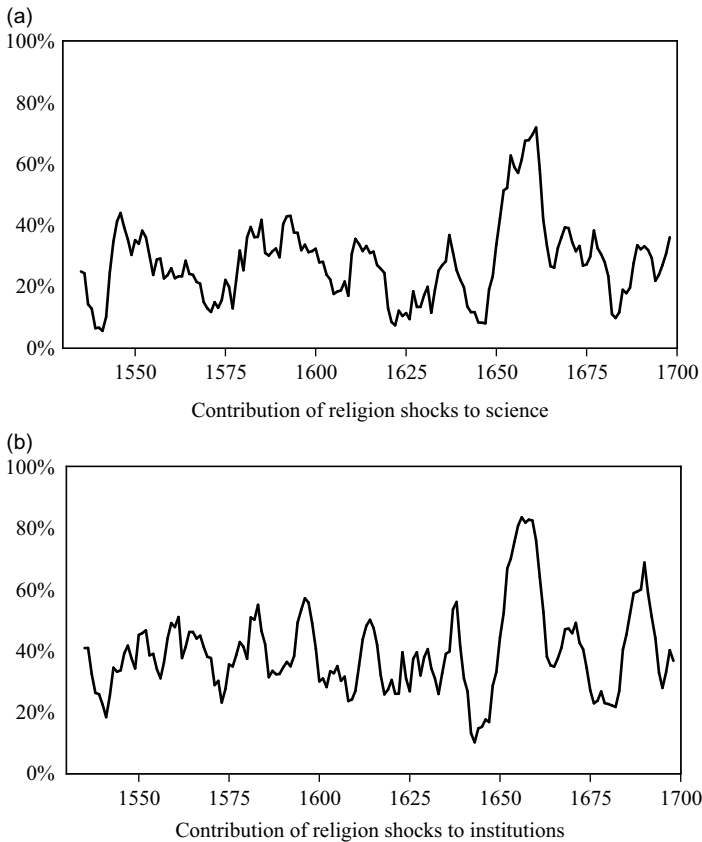 (a)
100%
80%
60%
40%
20%
0%
1550 1575 1600 1625 1650 1675 1700
Contribution of religion shocks to science
(b)
100%
80%
60%
40%
20%
0%
1550 1575 1600 1625 1650 1675 1700
Contribution of religion shocks to institutions